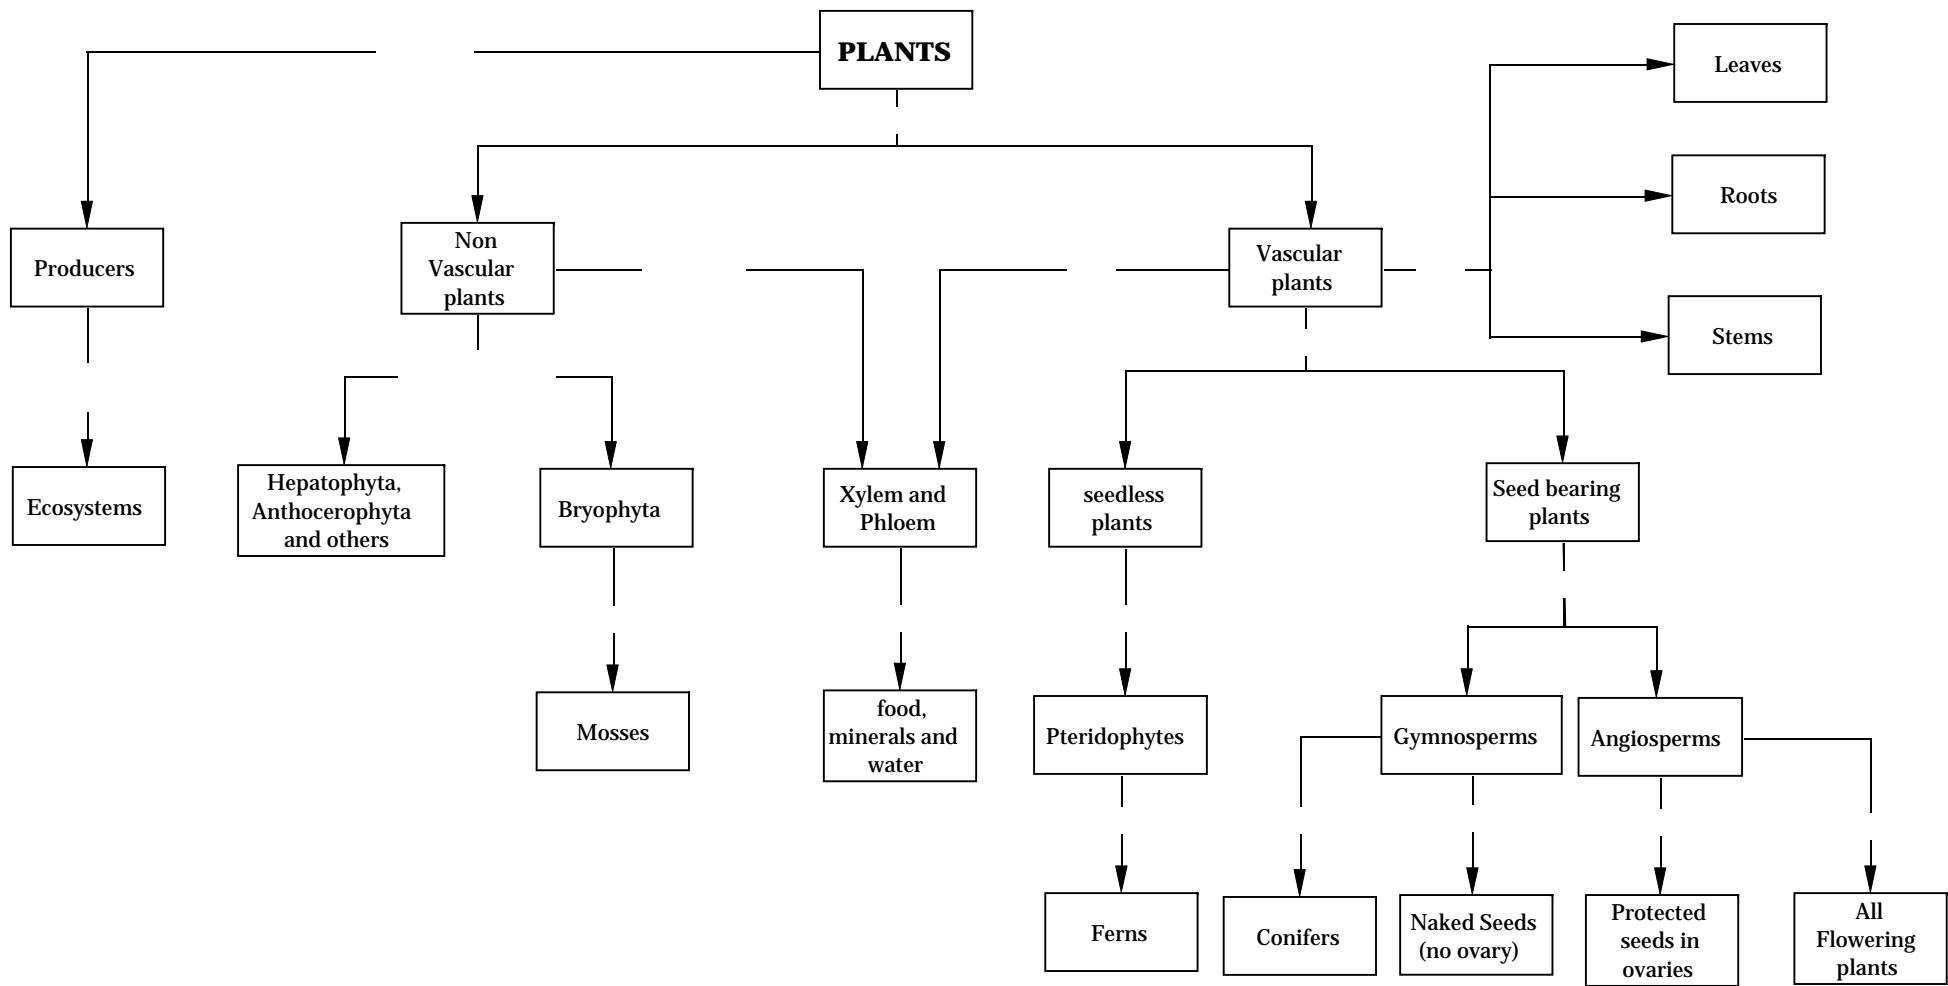 PLANTS
Leaves
Roots
Stems
Producers
Non
Vascular
plants
Vascular
plants
Ecosystems
Hepatophyta,
Anthocerophyta
and others
Bryophyta
Xylem and
Phloem
seedless
plants
Seed bearing
plants
Mosses
food,
minerals and
water
Pteridophytes
Gymnosperms
Angiosperms
Ferns
Conifers
Naked Seeds
(no ovary)
Protected
seeds in
ovaries
All
Flowering
plants